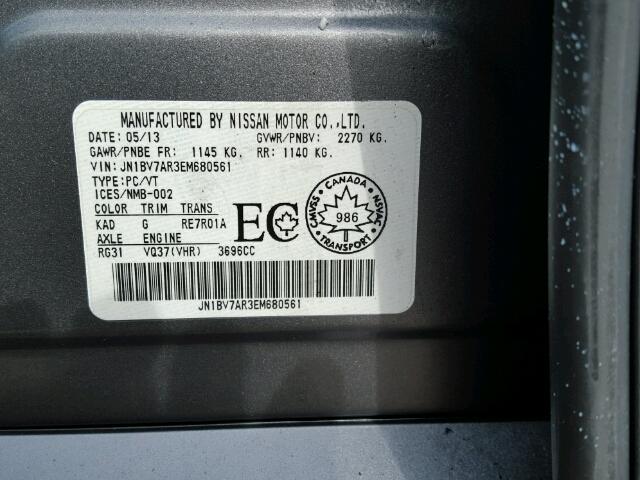 MANUFACTURED BY NISSAN MOTOR CO.,LTD.
DATE: 05/13 GVWR/PNBV: 2270 KG.
GAWR/PNBE FR: 1145 KG. RR: 1140 KG.
VIN: JN1BV7AR3EM680561
TYPE: PC/VT
ICES/NMB-002
COLOR TRIM TRANS
KAD G RE7R01A
AXLE ENGINE
RG31 VQ37(VHR) 3696CC
EC
CANADA
CMVSS NSVAC
986
TRANSPORT
JN1BV7AR3EM680561